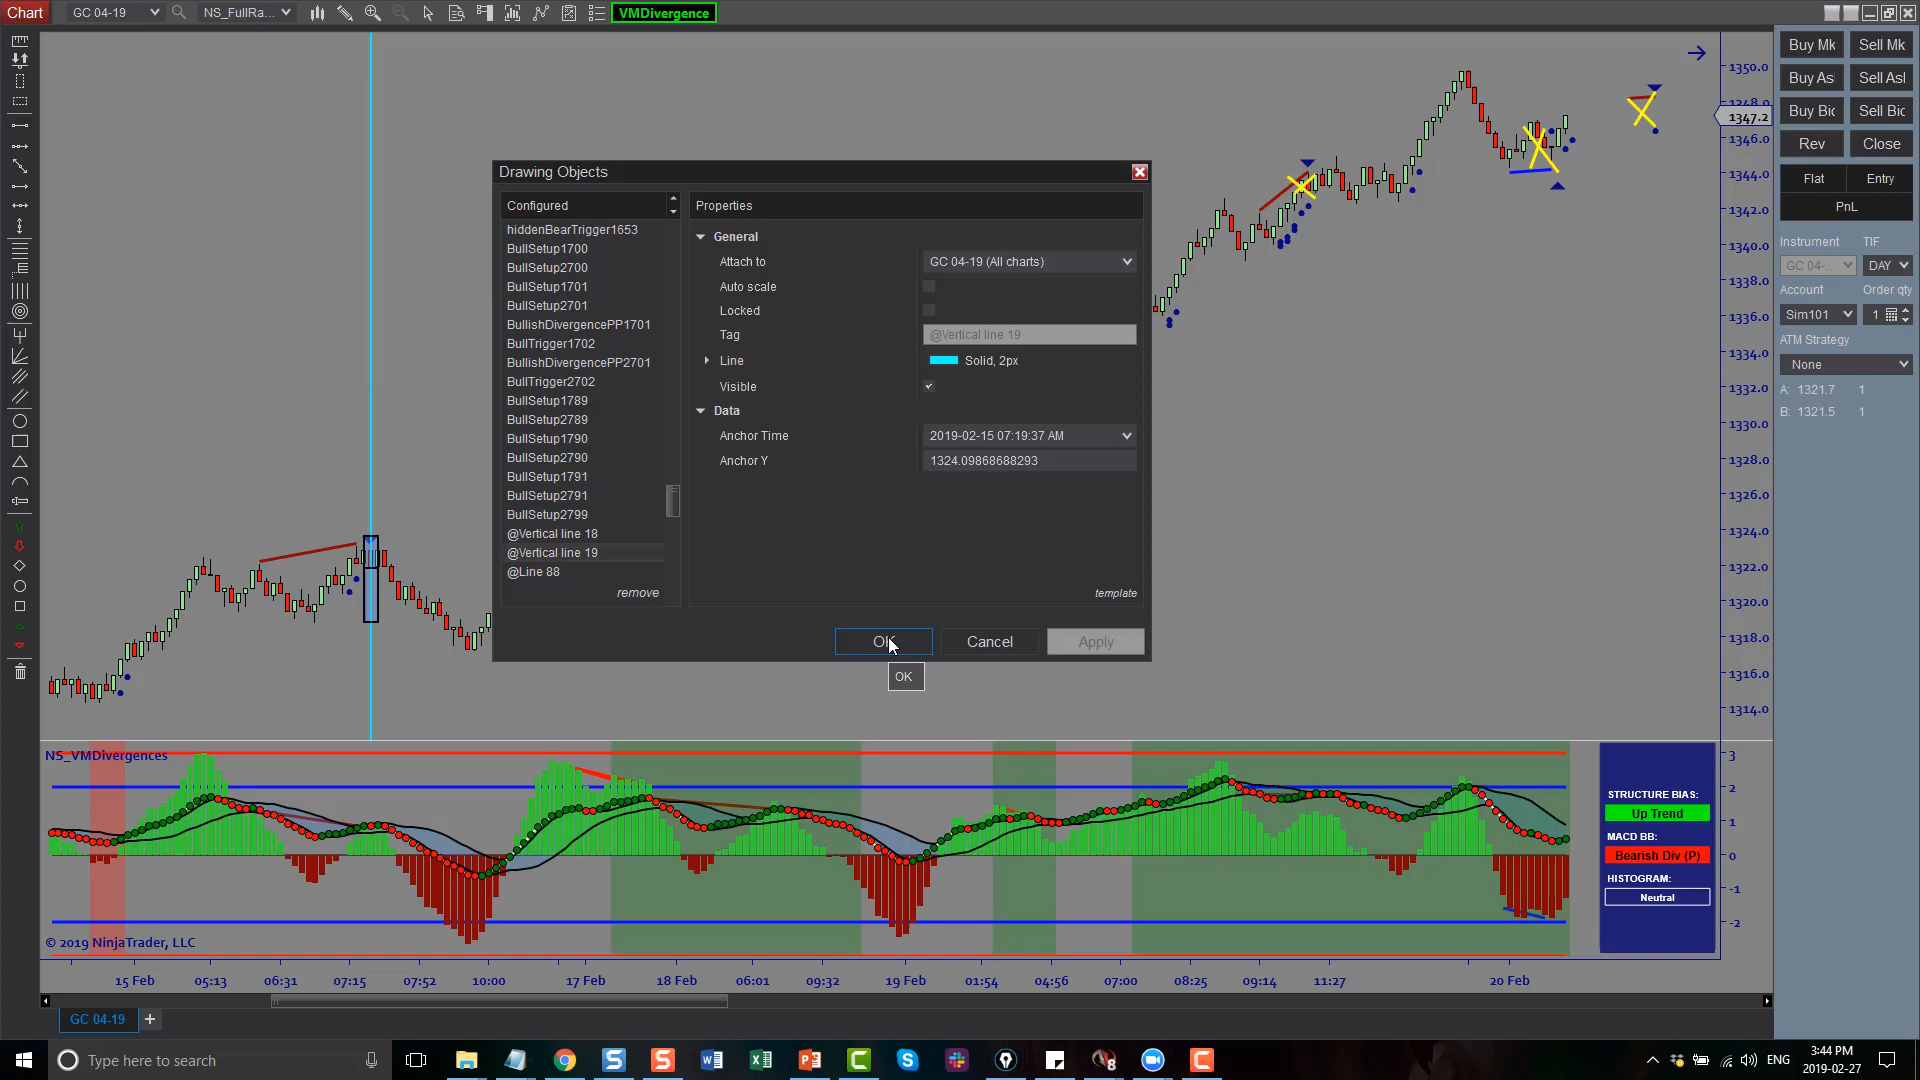 Chart
GC 04-19
NS_FullRa...
VMDivergence
Drawing Objects
Configured
hiddenBearTrigger1653
BullSetup1700
BullSetup2700
BullSetup1701
BullSetup2701
BullishDivergencePP1701
BullTrigger1702
BullishDivergencePP2701
BullTrigger2702
BullSetup1789
BullSetup2789
BullSetup1790
BullSetup2790
BullSetup1791
BullSetup2791
BullSetup2799
@Vertical line 18
@Vertical line 19
@Line 88
remove
Properties
General
Attach to
GC 04-19 (All charts)
Auto scale
Locked
Tag
@Vertical line 19
Line
Solid, 2px
Visible
Data
Anchor Time
2019-02-15 07:19:37 AM
Anchor Y
1324.09868688293
template
OK
Cancel
Apply
OK
1350.0
1348.0
1347.2
1346.0
1344.0
1342.0
1340.0
1338.0
1336.0
1334.0
1332.0
1330.0
1328.0
1326.0
1324.0
1322.0
1320.0
1318.0
1316.0
1314.0
Buy Mk
Sell Mk
Buy As
Sell Asl
Buy Bic
Sell Bic
Rev
Close
Flat
Entry
PnL
Instrument
TIF
GC 04-...
DAY
Account
Order qty
Sim101
1
ATM Strategy
None
A: 1321.7 1
B: 1321.5 1
NS_VMDivergences
3
2
1
0
-1
-2
STRUCTURE BIAS:
Up Trend
MACD BB:
Bearish Div (P)
HISTOGRAM:
Neutral
© 2019 NinjaTrader, LLC
15 Feb
05:13
06:31
07:15
07:52
10:00
17 Feb
18 Feb
06:01
09:32
19 Feb
01:54
04:56
07:00
08:25
09:14
11:27
20 Feb
GC 04-19
+
Type here to search
ENG
3:44 PM
2019-02-27